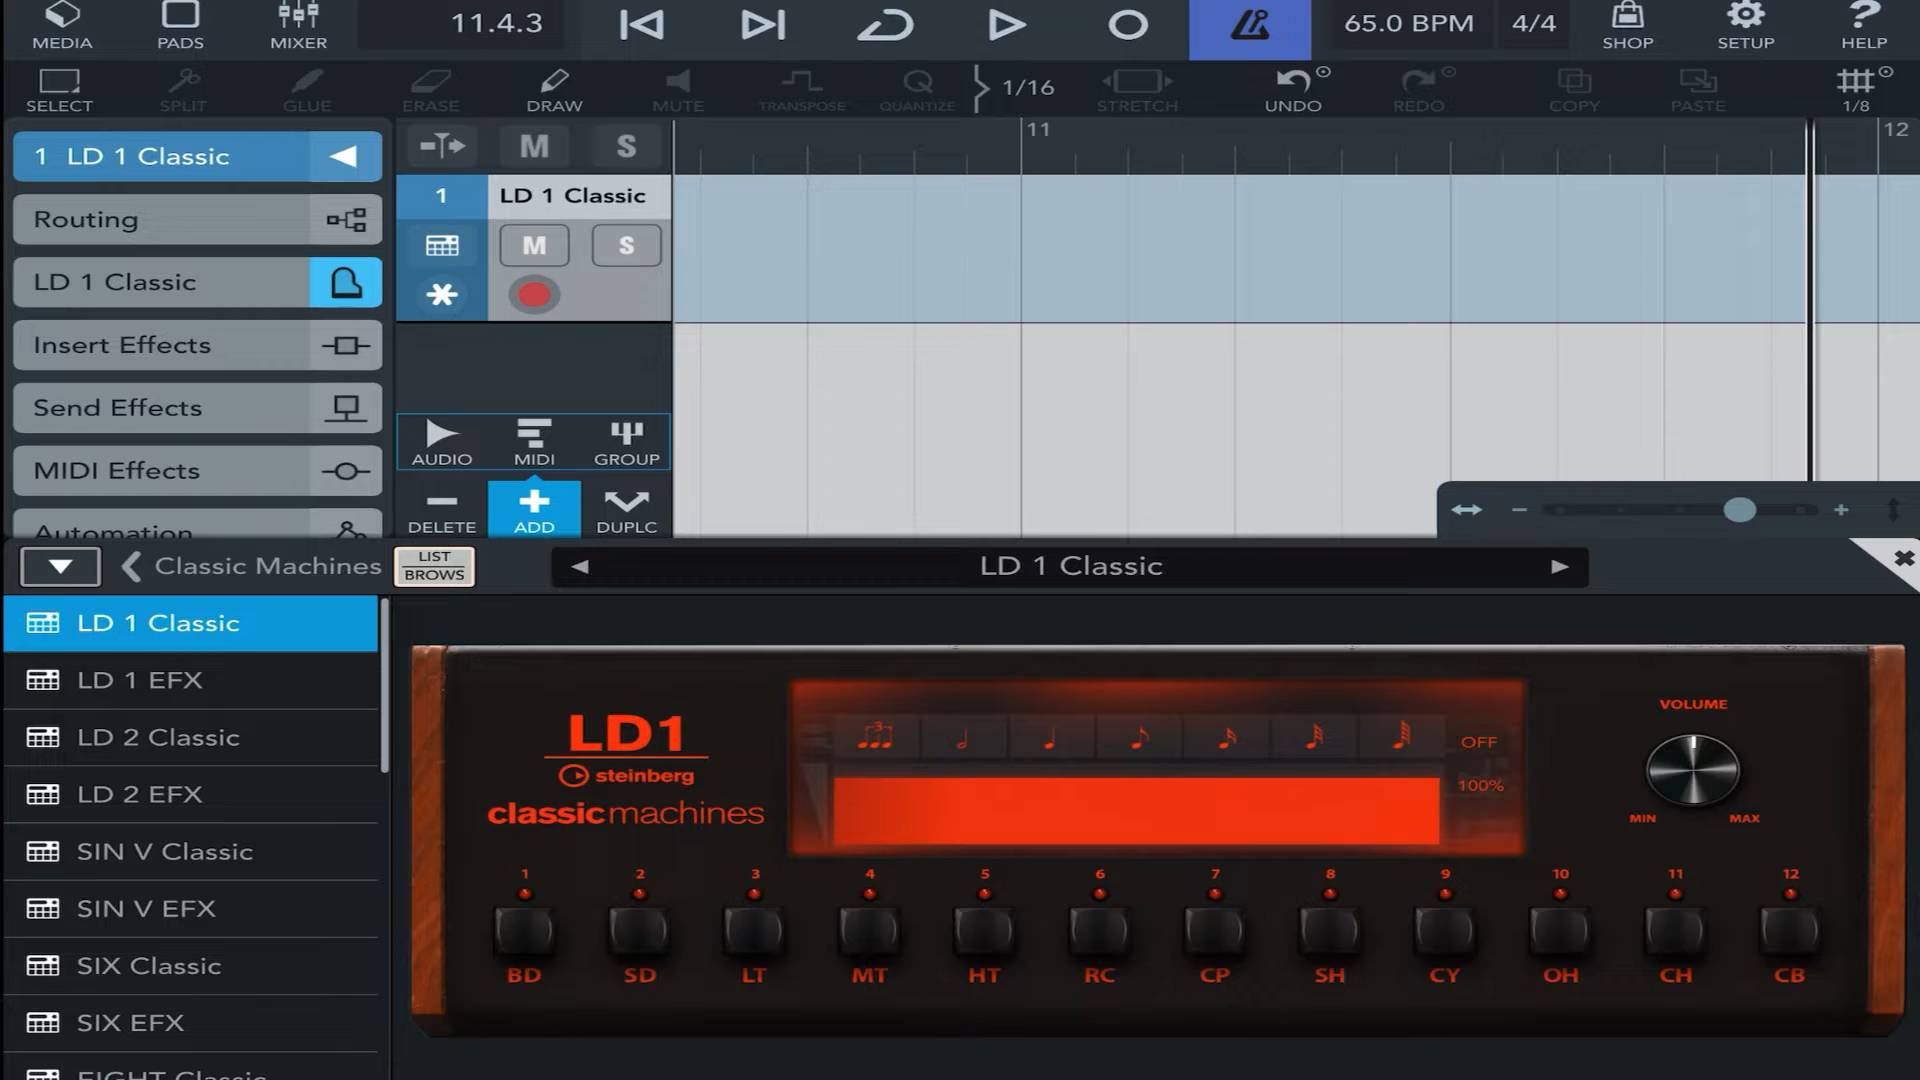 MEDIA PADS MIXER 11.4.3 65.0 BPM 4/4 SHOP SETUP HELP
SELECT SPLIT GLUE ERASE DRAW MUTE TRANSPOSE QUANTIZE 1/16 STRETCH UNDO REDO COPY PASTE 1/8
1 LD 1 Classic
Routing
LD 1 Classic
Insert Effects
Send Effects
MIDI Effects
Automation
M S
11 12
1 LD 1 Classic
M S
AUDIO MIDI GROUP
DELETE ADD DUPLC
Classic Machines
LIST
BROWS
LD 1 Classic
LD 1 Classic
LD 1 EFX
LD 2 Classic
LD 2 EFX
SIN V Classic
SIN V EFX
SIX Classic
SIX EFX
EIGHT Classic
LD1
steinberg
classicmachines
3
OFF
100%
VOLUME
MIN MAX
1 2 3 4 5 6 7 8 9 10 11 12
BD SD LT MT HT RC CP SH CY OH CH CB